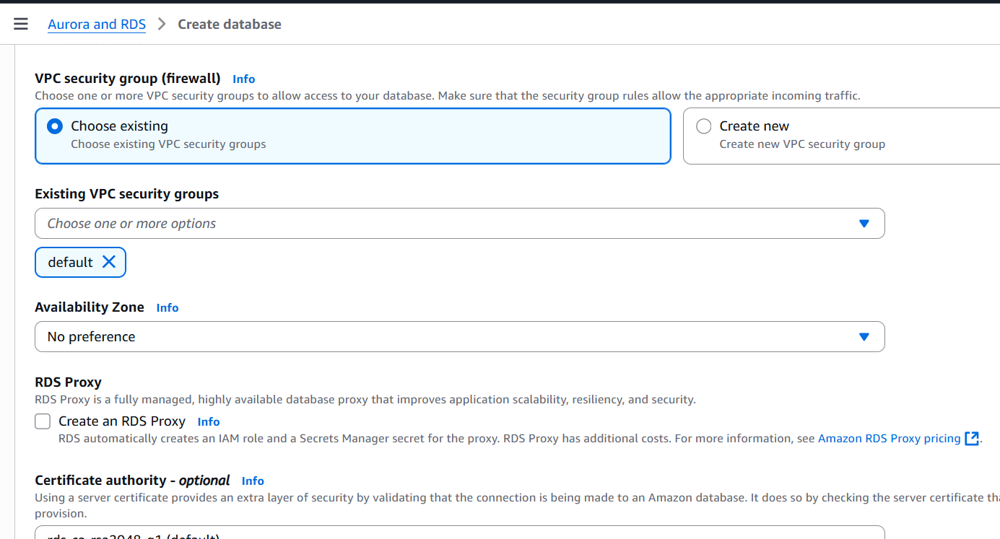 Aurora and RDS > Create database
VPC security group (firewall) Info
Choose one or more VPC security groups to allow access to your database. Make sure that the security group rules allow the appropriate incoming traffic.
Choose existing
Choose existing VPC security groups
Create new
Create new VPC security group
Existing VPC security groups
Choose one or more options
default
Availability Zone Info
No preference
RDS Proxy
RDS Proxy is a fully managed, highly available database proxy that improves application scalability, resiliency, and security.
Create an RDS Proxy Info
RDS automatically creates an IAM role and a Secrets Manager secret for the proxy. RDS Proxy has additional costs. For more information, see Amazon RDS Proxy pricing.
Certificate authority - optional Info
Using a server certificate provides an extra layer of security by validating that the connection is being made to an Amazon database. It does so by checking the server certificate
provision.
rds-ca-rsa2048-g1 (default)